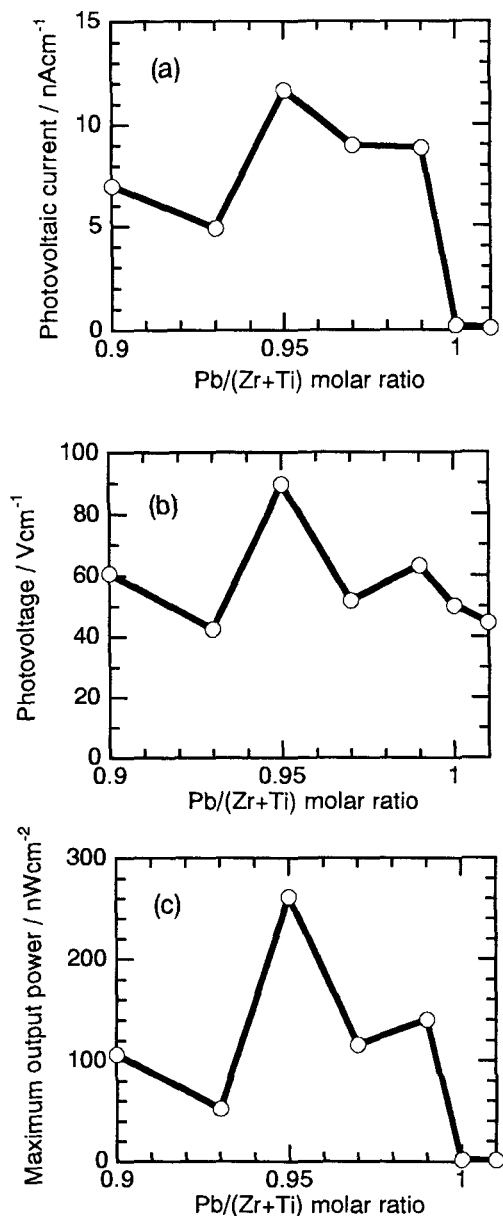 15
(a)
10
5
0
Photovoltaic current / nAcm⁻¹
0.9 0.95 1
Pb/(Zr+Ti) molar ratio
100
(b)
80
60
40
20
0
Photovoltage / Vcm⁻¹
0.9 0.95 1
Pb/(Zr+Ti) molar ratio
300
(c)
200
100
0
Maximum output power / nWcm⁻²
0.9 0.95 1
Pb/(Zr+Ti) molar ratio